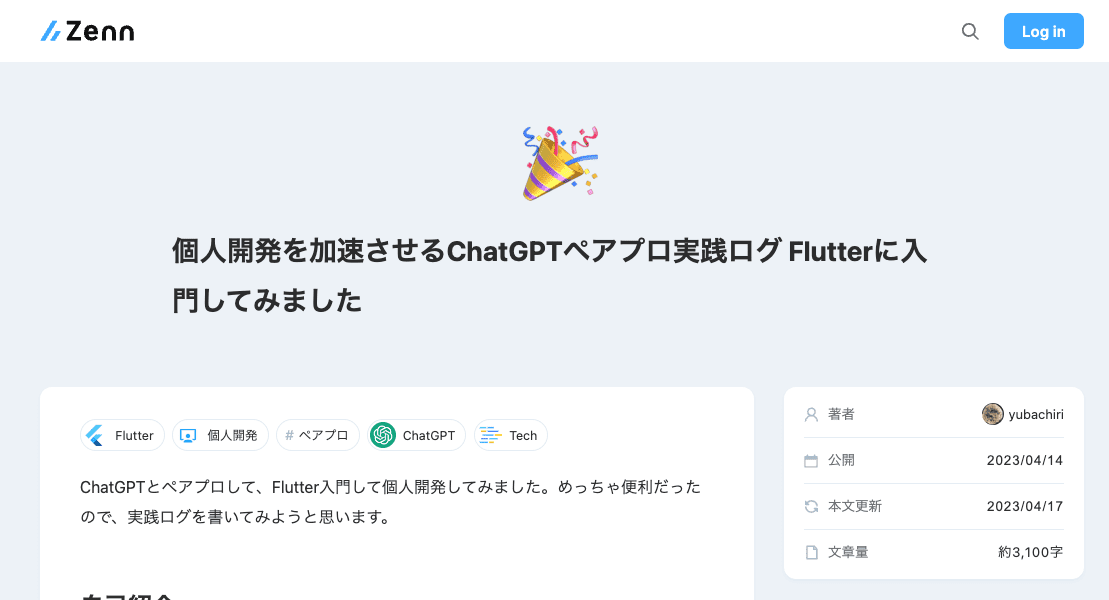 Zenn
Log in
個人開発を加速させるChatGPTペアプロ実践ログ Flutterに入
門してみました
Flutter
個人開発
# ペアプロ
ChatGPT
Tech
ChatGPTとペアプロして、Flutter入門して個人開発してみました。めっちゃ便利だった
ので、実践ログを書いてみようと思います。
自己紹介
著者
yubachiri
公開
2023/04/14
本文更新
2023/04/17
文章量
約3,100字